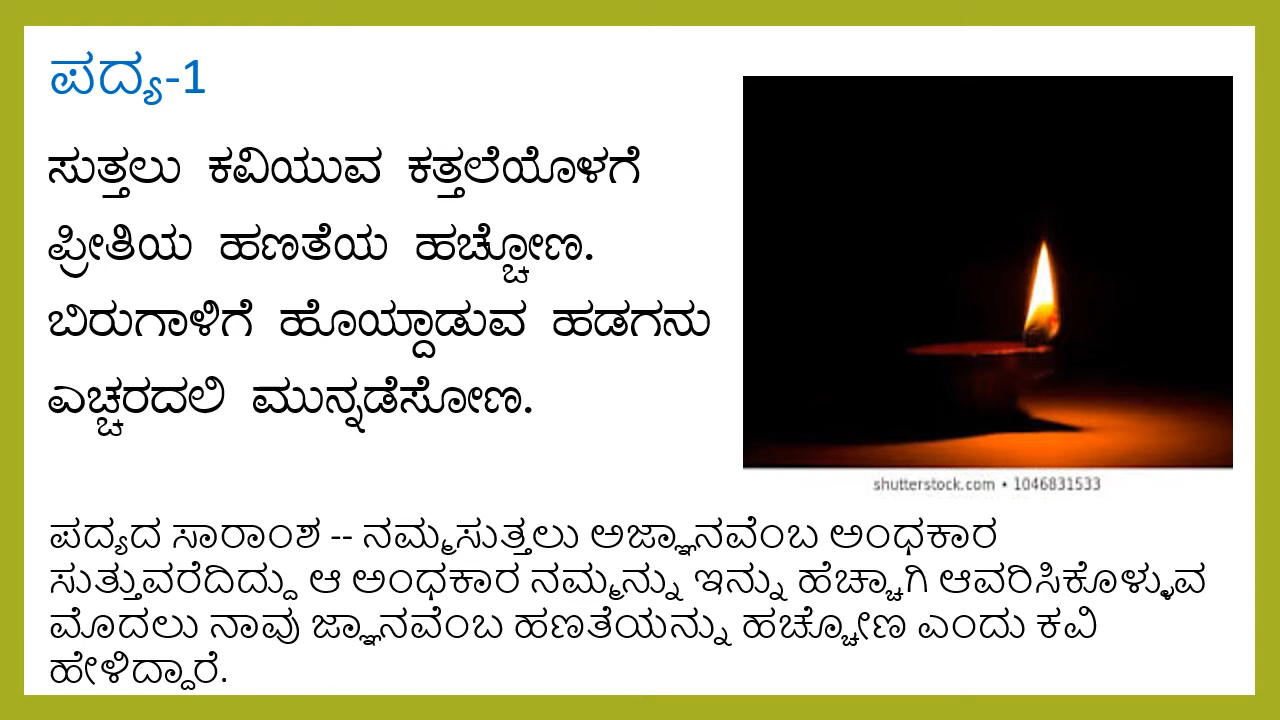 ಪದ್ಯ-1
ಸುತ್ತಲು ಕವಿಯುವ ಕತ್ತಲೆಯೊಳಗೆ
ಪ್ರೀತಿಯ ಹಣತೆಯ ಹಚ್ಚೋಣ.
ಬಿರುಗಾಳಿಗೆ ಹೊಯ್ದಾಡುವ ಹಡಗನು
ಎಚ್ಚರದಲಿ ಮುನ್ನಡೆಸೋಣ.
shutterstock.com • 1046831533
ಪದ್ಯದ ಸಾರಾಂಶ -- ನಮ್ಮಸುತ್ತಲು ಅಜ್ಞಾನವೆಂಬ ಅಂಧಕಾರ
ಸುತ್ತುವರೆದಿದ್ದು ಆ ಅಂಧಕಾರ ನಮ್ಮನ್ನು ಇನ್ನು ಹೆಚ್ಚಾಗಿ ಆವರಿಸಿಕೊಳ್ಳುವ
ಮೊದಲು ನಾವು ಜ್ಞಾನವೆಂಬ ಹಣತೆಯನ್ನು ಹಚ್ಚೋಣ ಎಂದು ಕವಿ
ಹೇಳಿದ್ದಾರೆ.